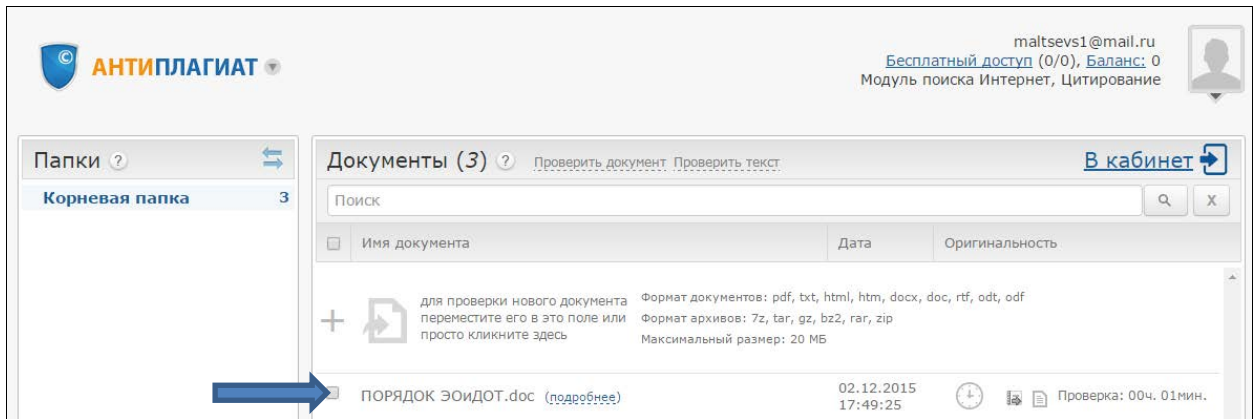 maltsevs1@mail.ru
АНТИПЛАГИАТ
Бесплатный доступ (0/0), Баланс: 0
Модуль поиска Интернет, Цитирование
Папки ?
Корневая папка 3
Документы (3) ? Проверить документ Проверить текст В кабинет
Поиск X
Имя документа Дата Оригинальность
для проверки нового документа
переместите его в это поле или
просто кликните здесь
Формат документов: pdf, txt, html, htm, docx, doc, rtf, odt, odf
Формат архивов: 7z, tar, gz, bz2, rar, zip
Максимальный размер: 20 МБ
ПОРЯДОК ЭОиДОТ.doc (подробнее) 02.12.2015
17:49:25
Проверка: 00ч. 01мин.